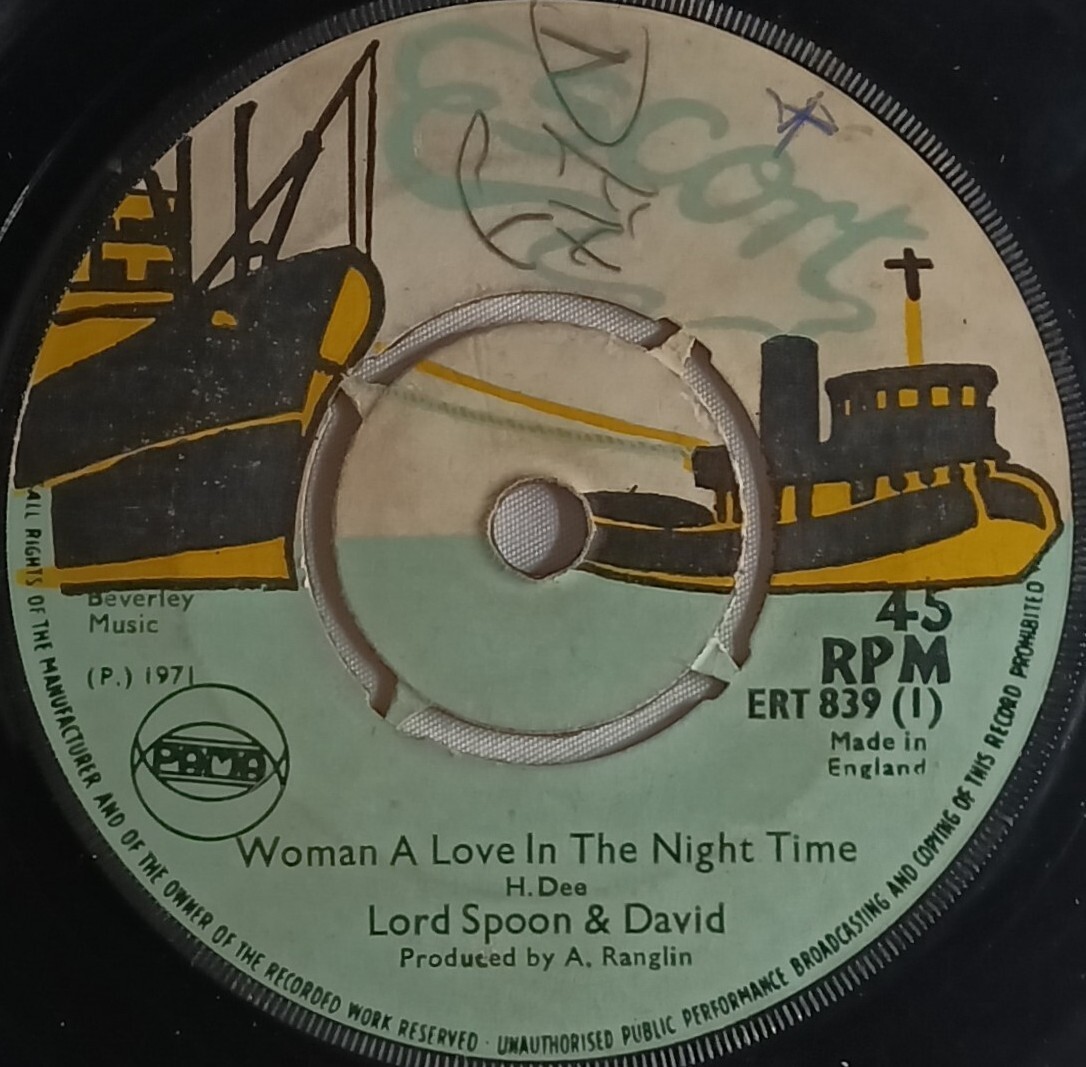 Escort
Beverley
Music
(P.) 1971
PAMA
45
RPM
ERT 839 (1)
Made in
England
Woman A Love In The Night Time
H. Dee
Lord Spoon & David
Produced by A. Ranglin
ALL RIGHTS OF THE MANUFACTURER AND OF THE OWNER OF THE RECORDED WORK RESERVED · UNAUTHORISED PUBLIC PERFORMANCE BROADCASTING AND COPYING OF THIS RECORD PROHIBITED